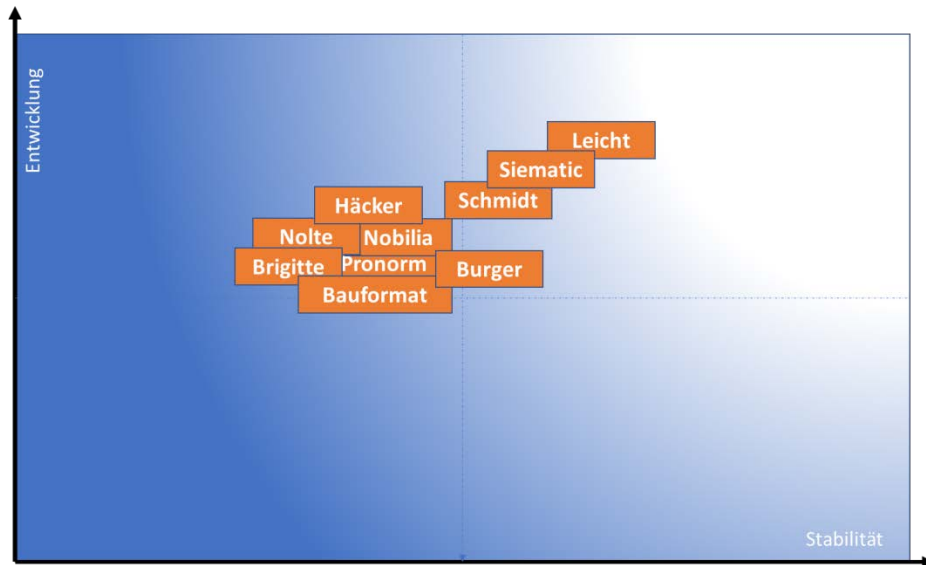 Entwicklung
Leicht
Siematic
Schmidt
Häcker
Nolte
Nobilia
Brigitte
Pronorm
Burger
Bauformat
Stabilität